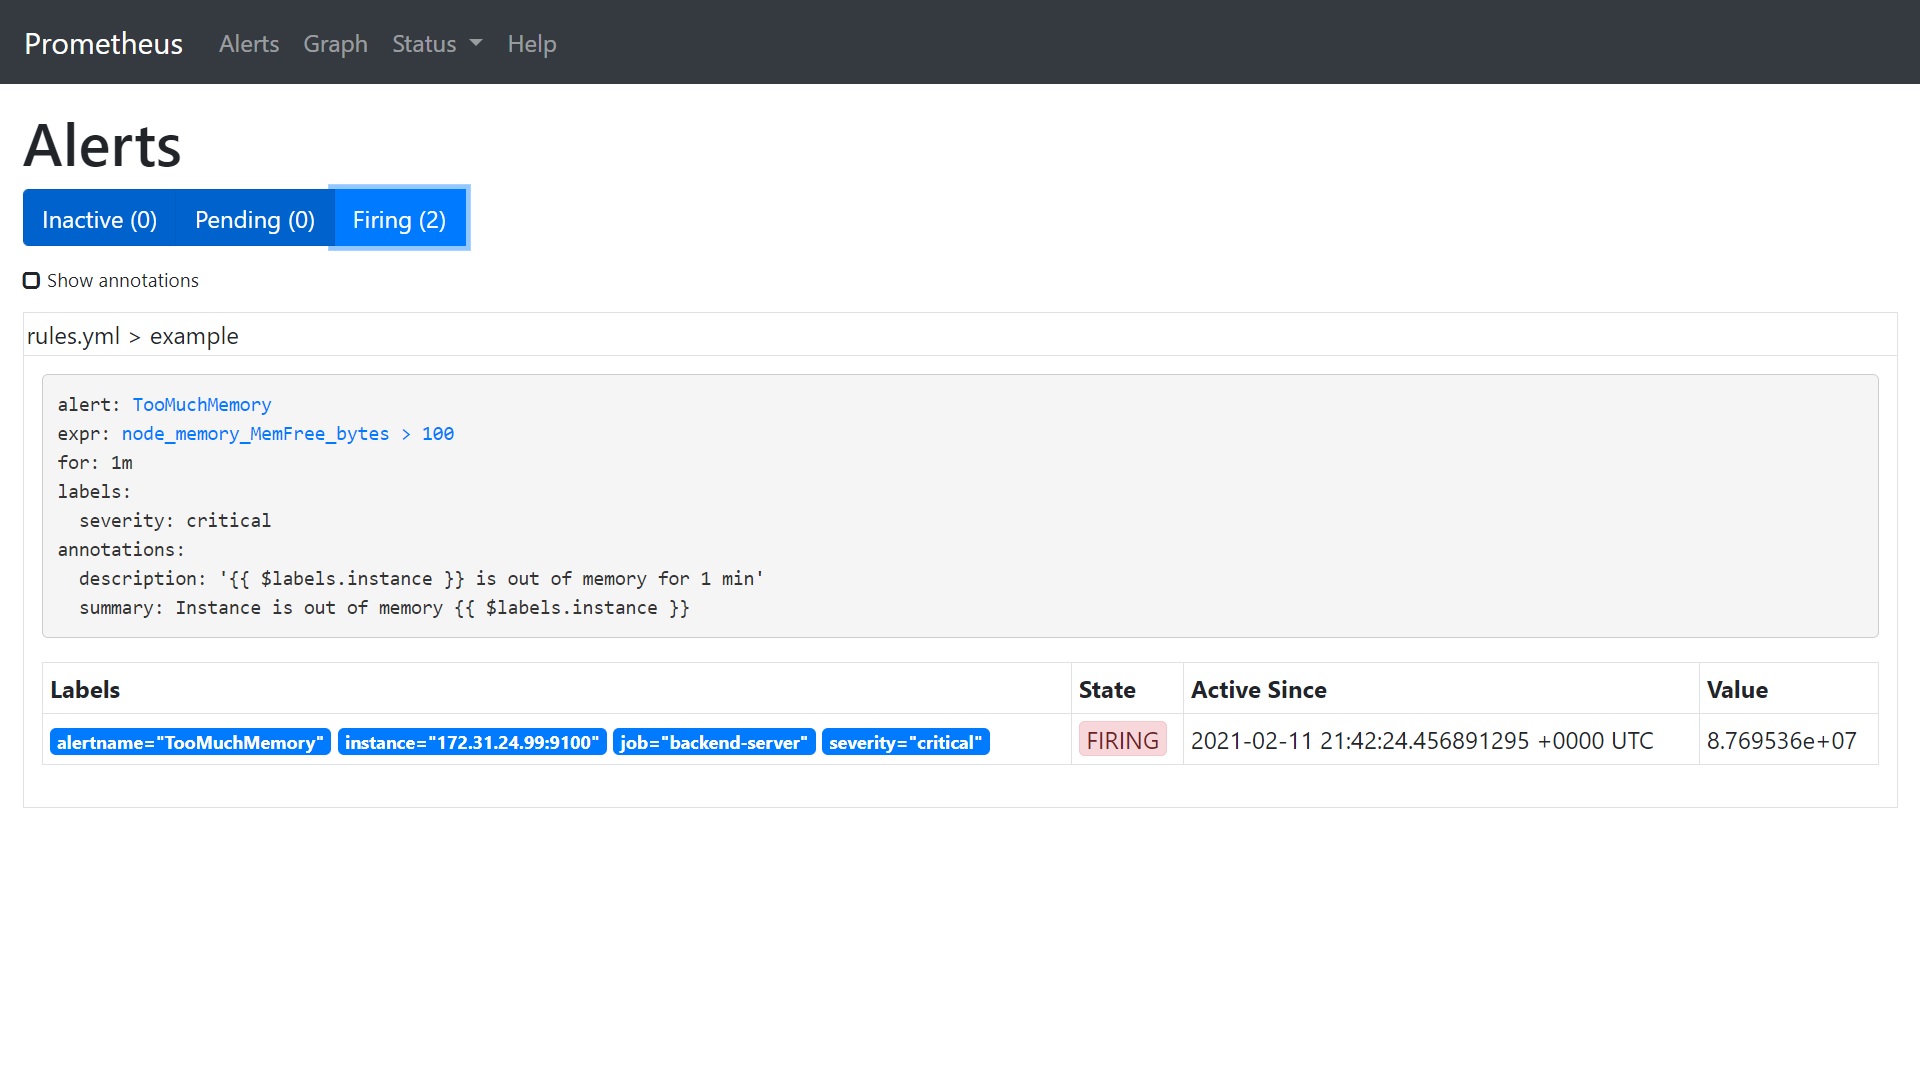 Prometheus Alerts Graph Status Help
Alerts
Inactive (0) Pending (0) Firing (2)
Show annotations
rules.yml > example
alert: TooMuchMemory
expr: node_memory_MemFree_bytes > 100
for: 1m
labels:
  severity: critical
annotations:
  description: '{{ $labels.instance }} is out of memory for 1 min'
  summary: Instance is out of memory {{ $labels.instance }}
Labels State Active Since Value
alertname="TooMuchMemory" instance="172.31.24.99:9100" job="backend-server" severity="critical" FIRING 2021-02-11 21:42:24.456891295 +0000 UTC 8.769536e+07